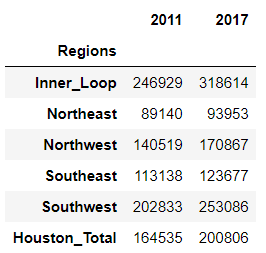 2011 2017
Regions
Inner_Loop 246929 318614
Northeast 89140 93953
Northwest 140519 170867
Southeast 113138 123677
Southwest 202833 253086
Houston_Total 164535 200806